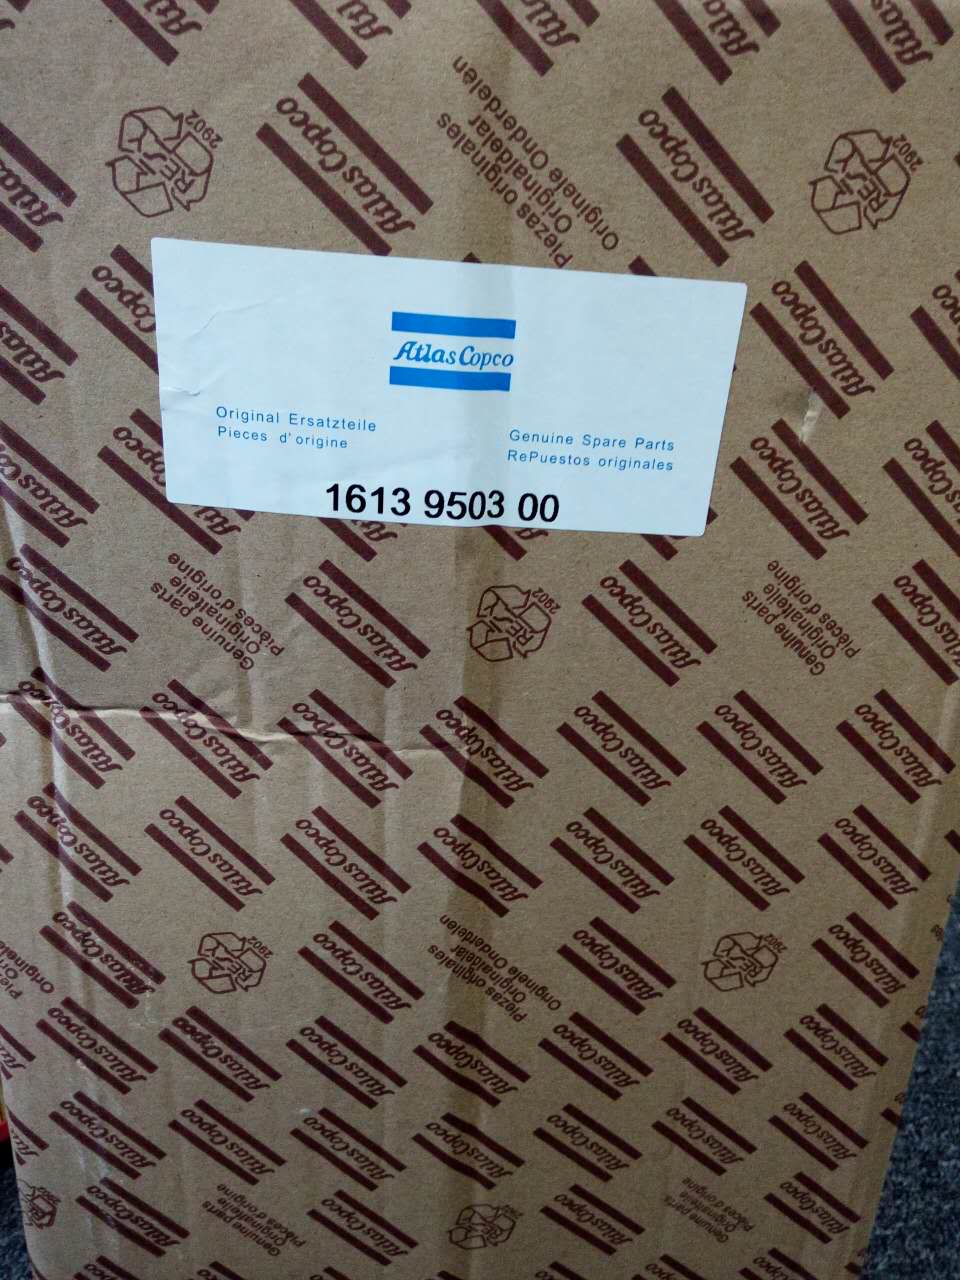 Atlas Copco
Original Ersatzteile
Pieces d'origine
Genuine Spare Parts
RePuestos originales
1613 9503 00
Atlas Copco
Piezas originales
Originaldelar
Originele Onderdelen
RESY
2902
Genuine parts
Originalteile
pièces d'origine